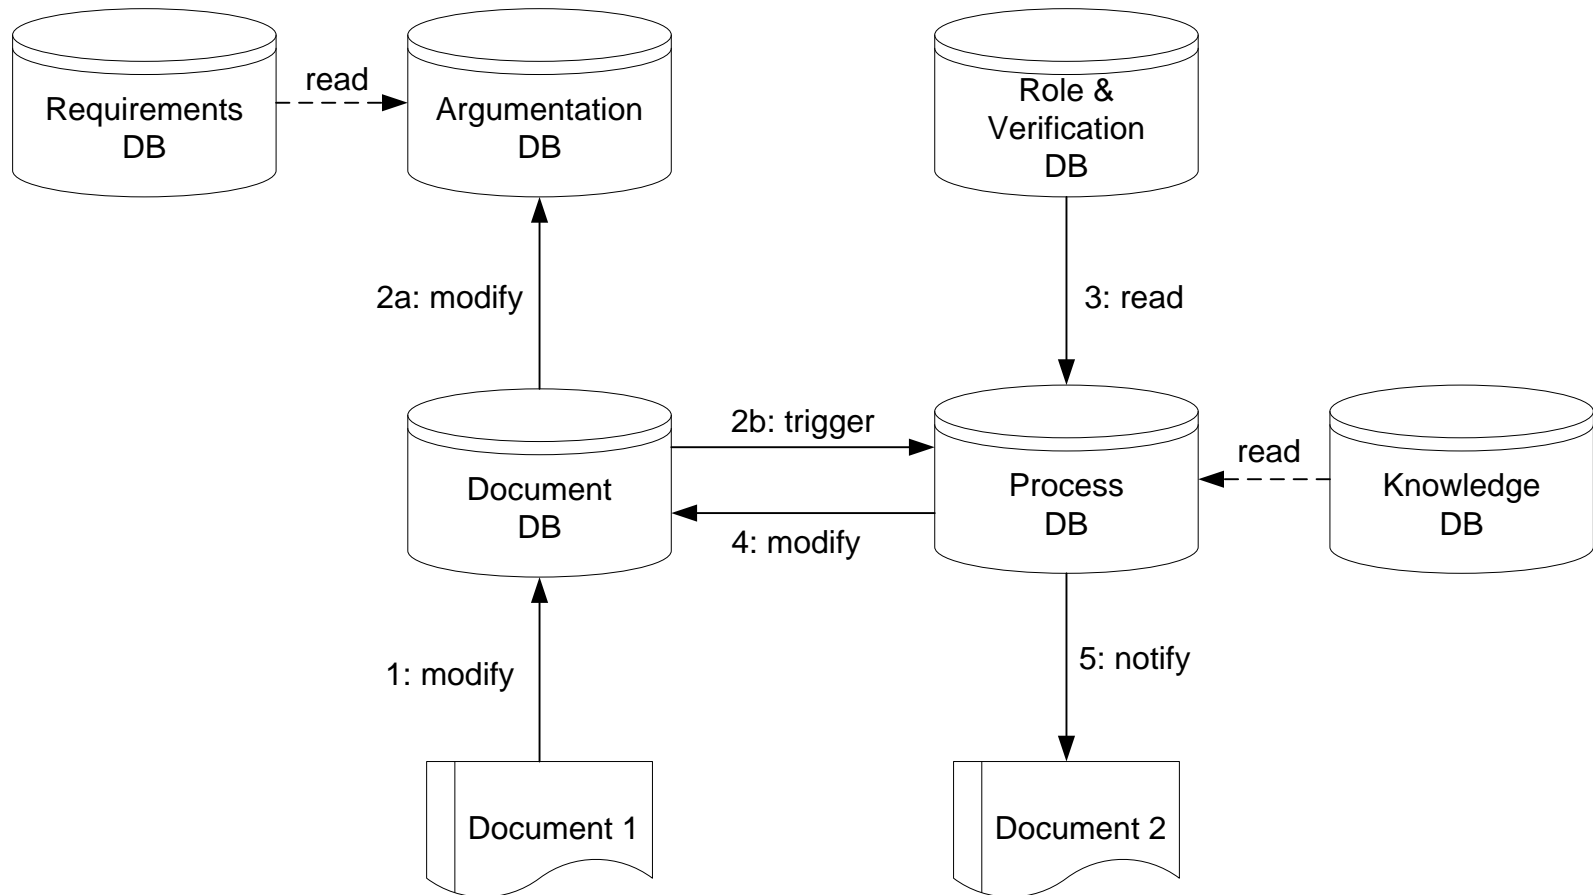 Requirements
DB
read
Argumentation
DB
Role &
Verification
DB
2a: modify
3: read
2b: trigger
Document
DB
4: modify
Process
DB
read
Knowledge
DB
1: modify
5: notify
Document 1
Document 2